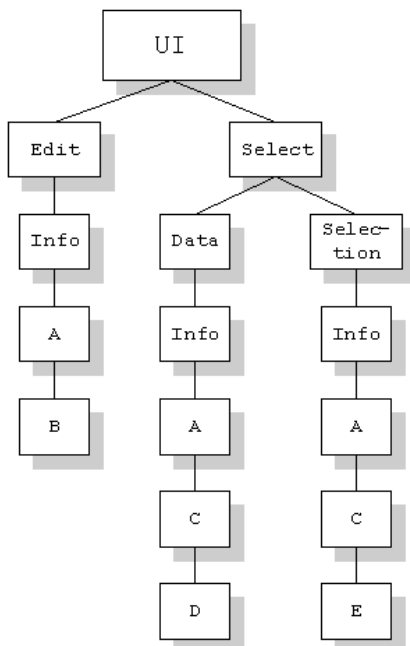 UI
Edit
Select
Info
Data
Selec-
tion
A
Info
Info
B
A
A
C
C
D
E